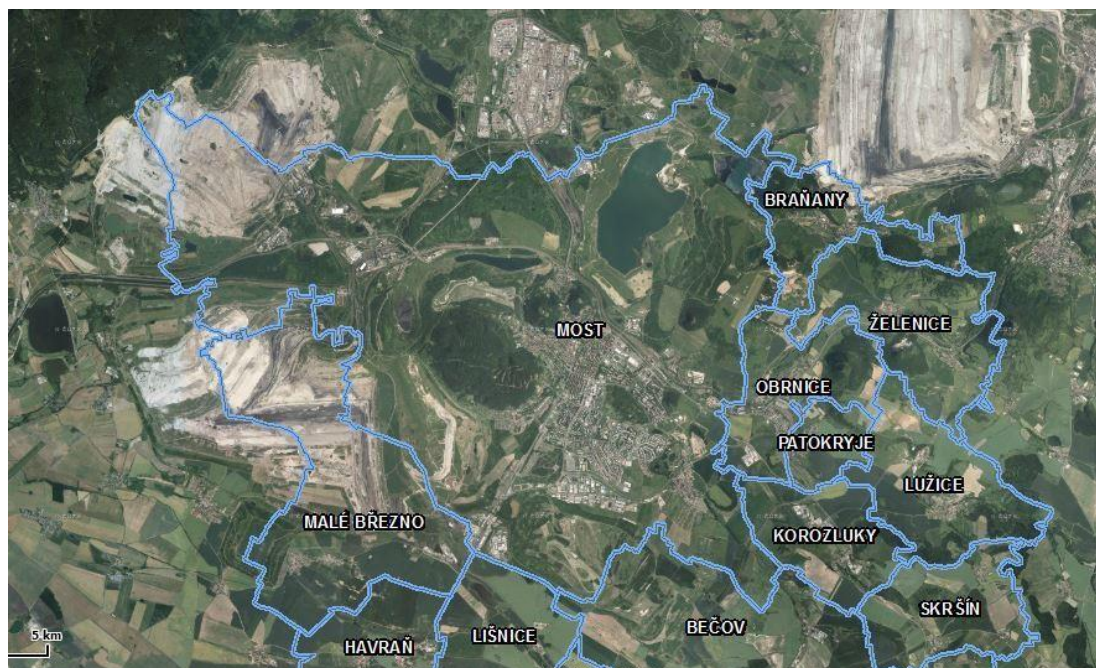 BRAŇANY
MOST
ŽELENICE
OBRNICE
PATOKRYJE
LUŽICE
MALÉ BŘEZNO
KOROZLUKY
SKRŠÍN
BEČOV
LIŠNICE
HAVRAŇ
5 km